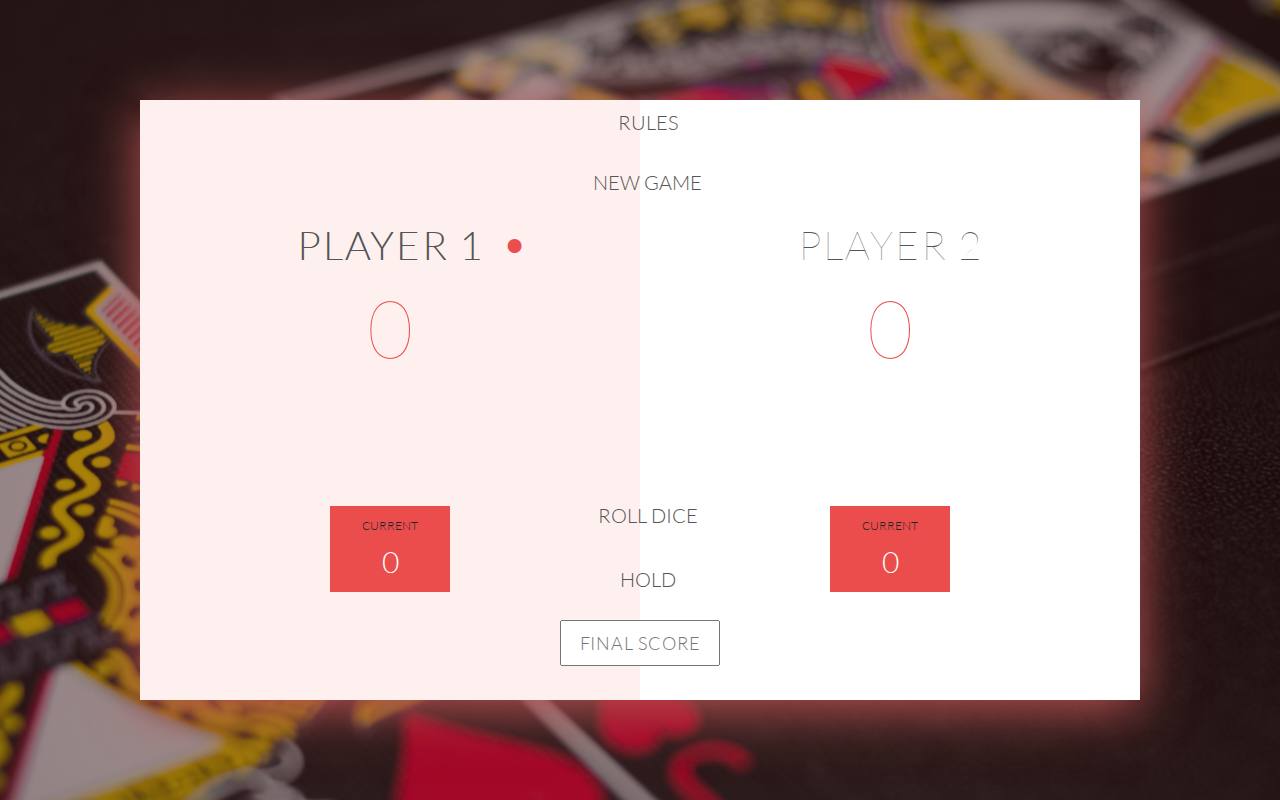 RULES
NEW GAME
PLAYER 1
PLAYER 2
0
0
CURRENT
0
CURRENT
0
ROLL DICE
HOLD
FINAL SCORE